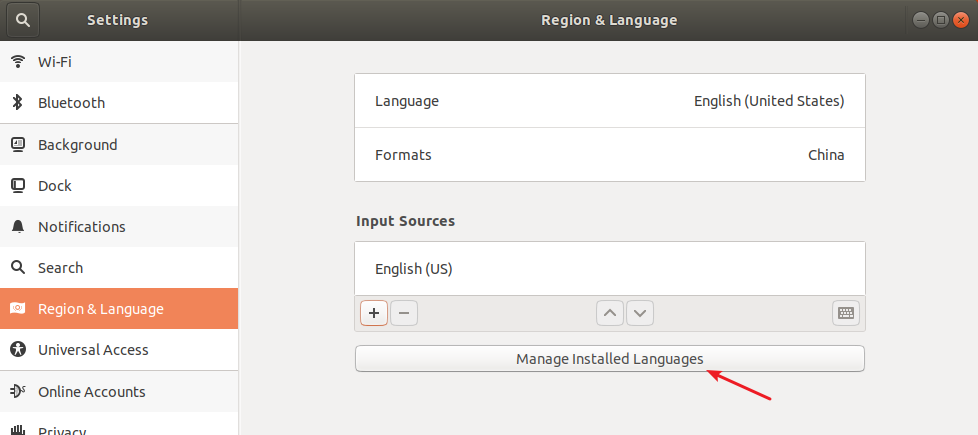 Settings
Region & Language
Wi-Fi
Bluetooth
Background
Dock
Notifications
Search
Region & Language
Universal Access
Online Accounts
Privacy
Language English (United States)
Formats China
Input Sources
English (US)
Manage Installed Languages